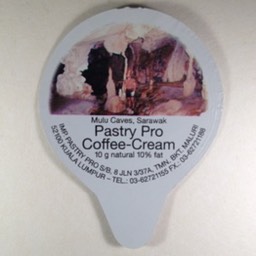 Mulu Caves, Sarawak
Pastry Pro
Coffee-Cream
10 g natural 10% fat
IMP PASTRY PRO S/B, 8 JLN 3/37A, TMN. BKT. MALURI
52100 KUALA LUMPUR – TEL.: 03-62721155 FX.: 03-62721188